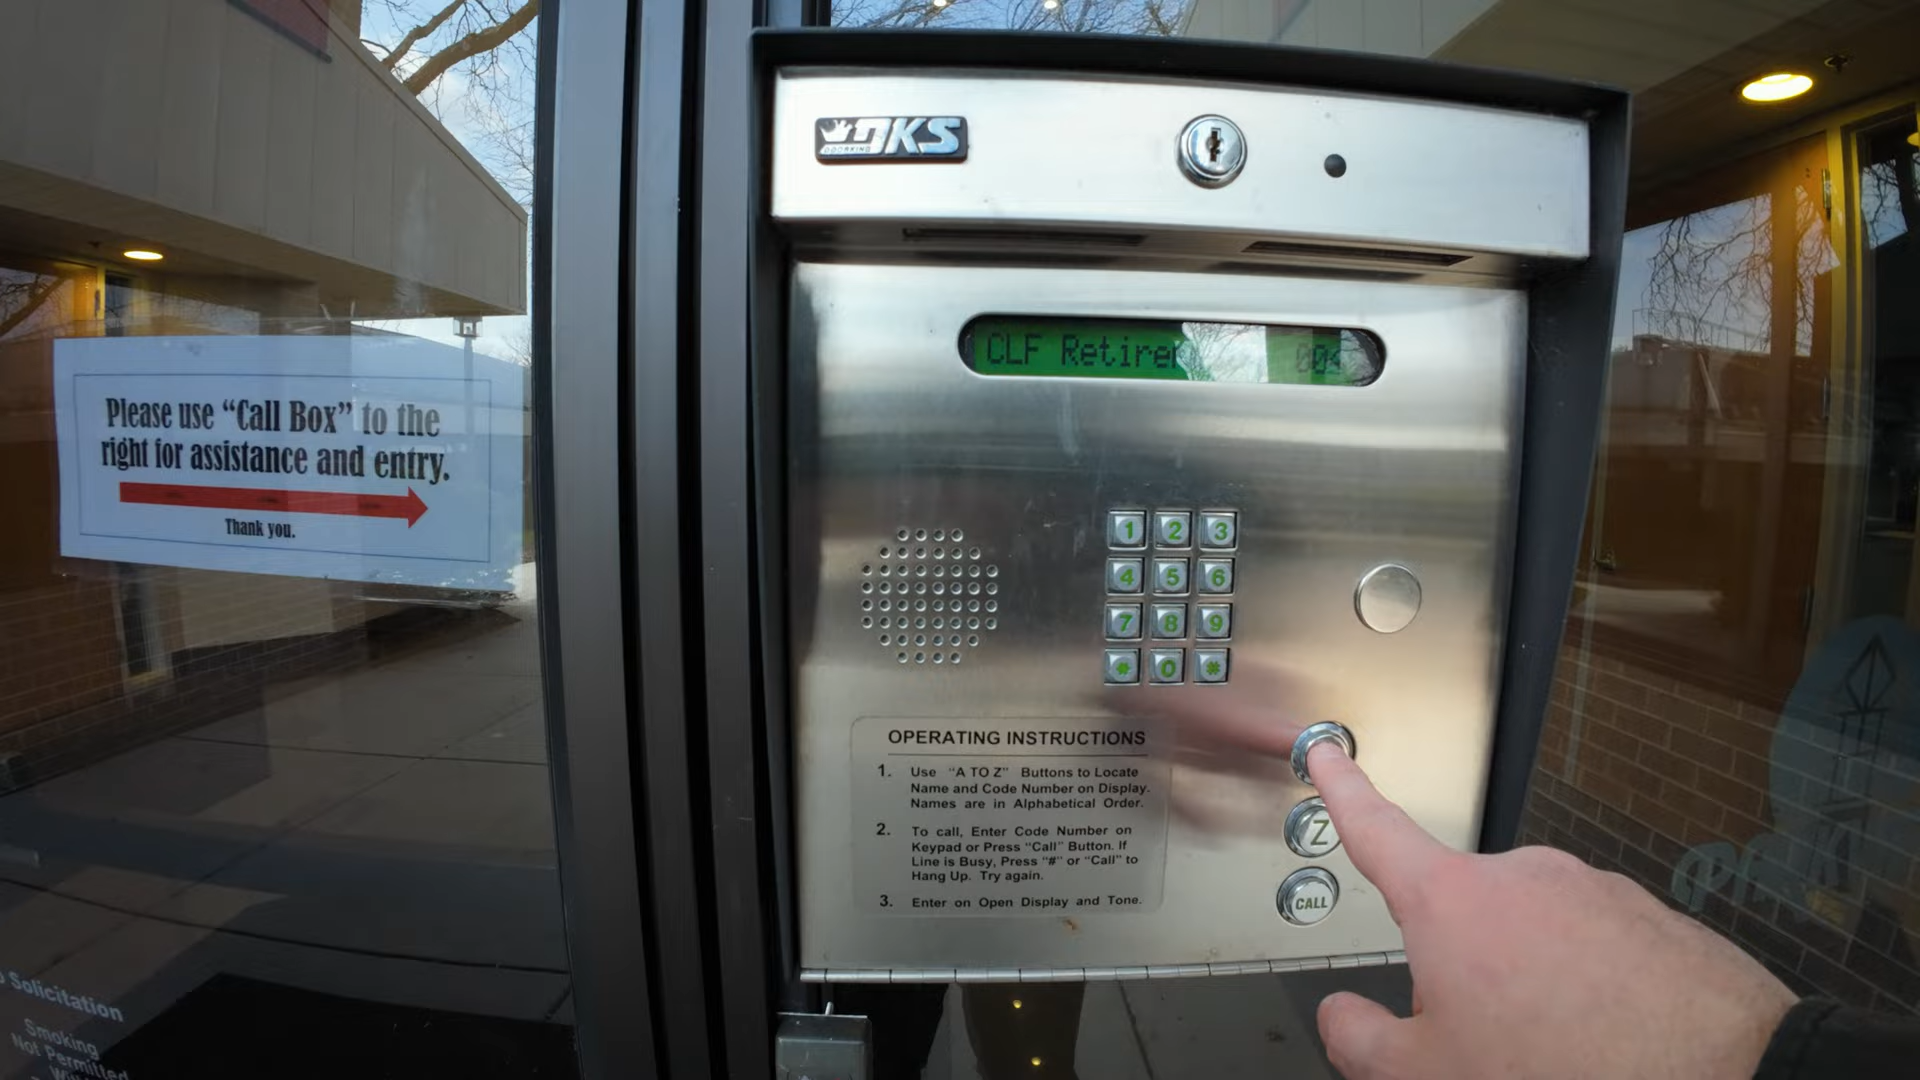 DKS
DOORKING
CLF Retirem 00
Please use “Call Box” to the
right for assistance and entry.
Thank you.
1 2 3
4 5 6
7 8 9
0 *
OPERATING INSTRUCTIONS
1. Use “A TO Z” Buttons to Locate
Name and Code Number on Display.
Names are in Alphabetical Order.
2. To call, Enter Code Number on
Keypad or Press “Call” Button. If
Line is Busy, Press “#” or “Call” to
Hang Up. Try again.
3. Enter on Open Display and Tone.
Z
CALL
Solicitation
Smoking
Not Permitted